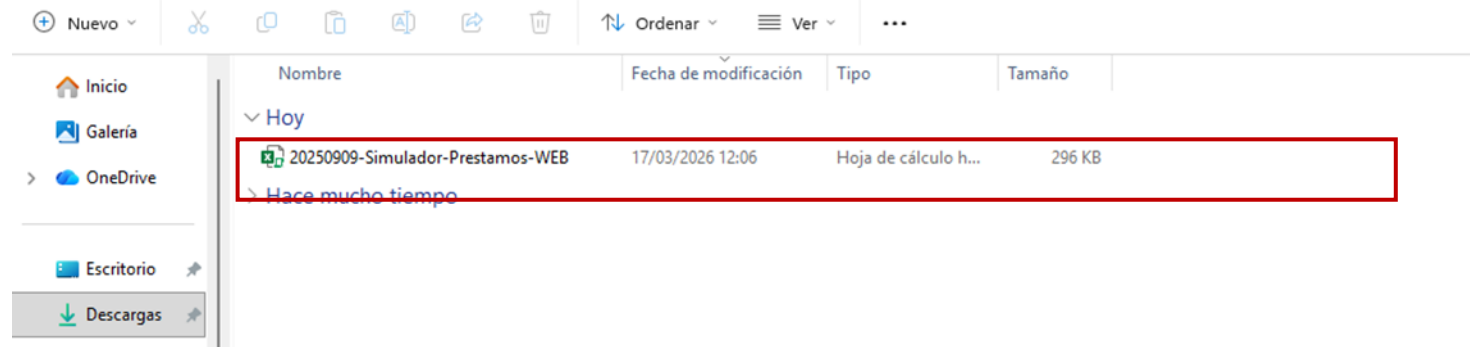 Nuevo Ordenar Ver
Nombre Fecha de modificación Tipo Tamaño
Inicio
Hoy
Galería
20250909-Simulador-Prestamos-WEB 17/03/2026 12:06 Hoja de cálculo h... 296 KB
OneDrive
Hace mucho tiempo
Escritorio
Descargas